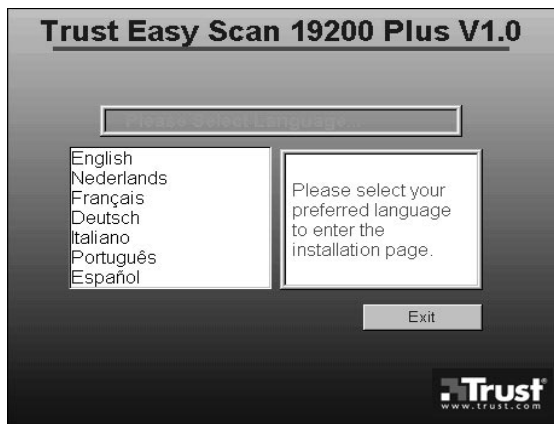 Trust Easy Scan 19200 Plus V1.0
Please Select Language...
English
Nederlands
Français
Deutsch
Italiano
Português
Español
Please select your
preferred language
to enter the
installation page.
Exit
Trust
www.trust.com